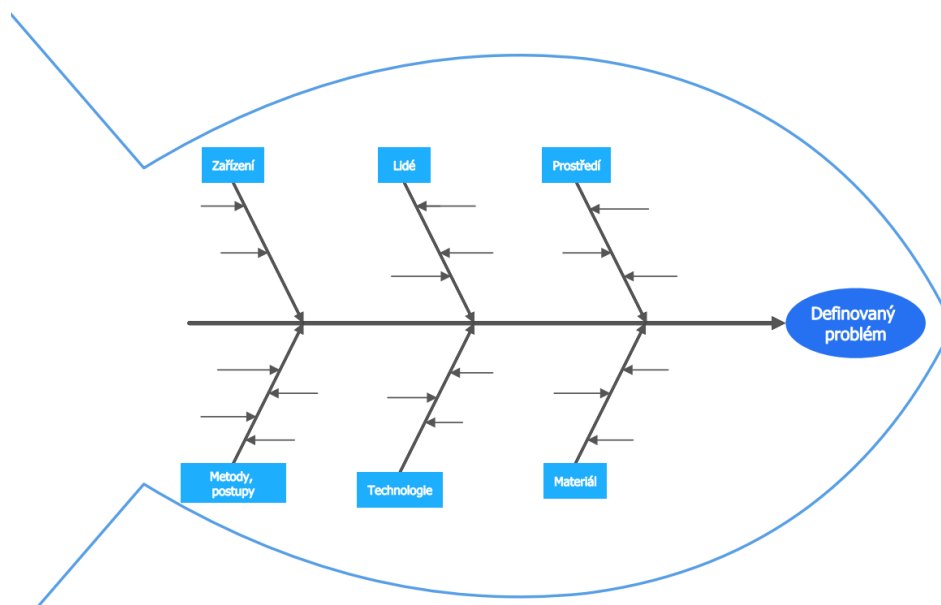 Zařízení
Lidé
Prostředí
Definovaný
problém
Metody,
postupy
Technologie
Materiál